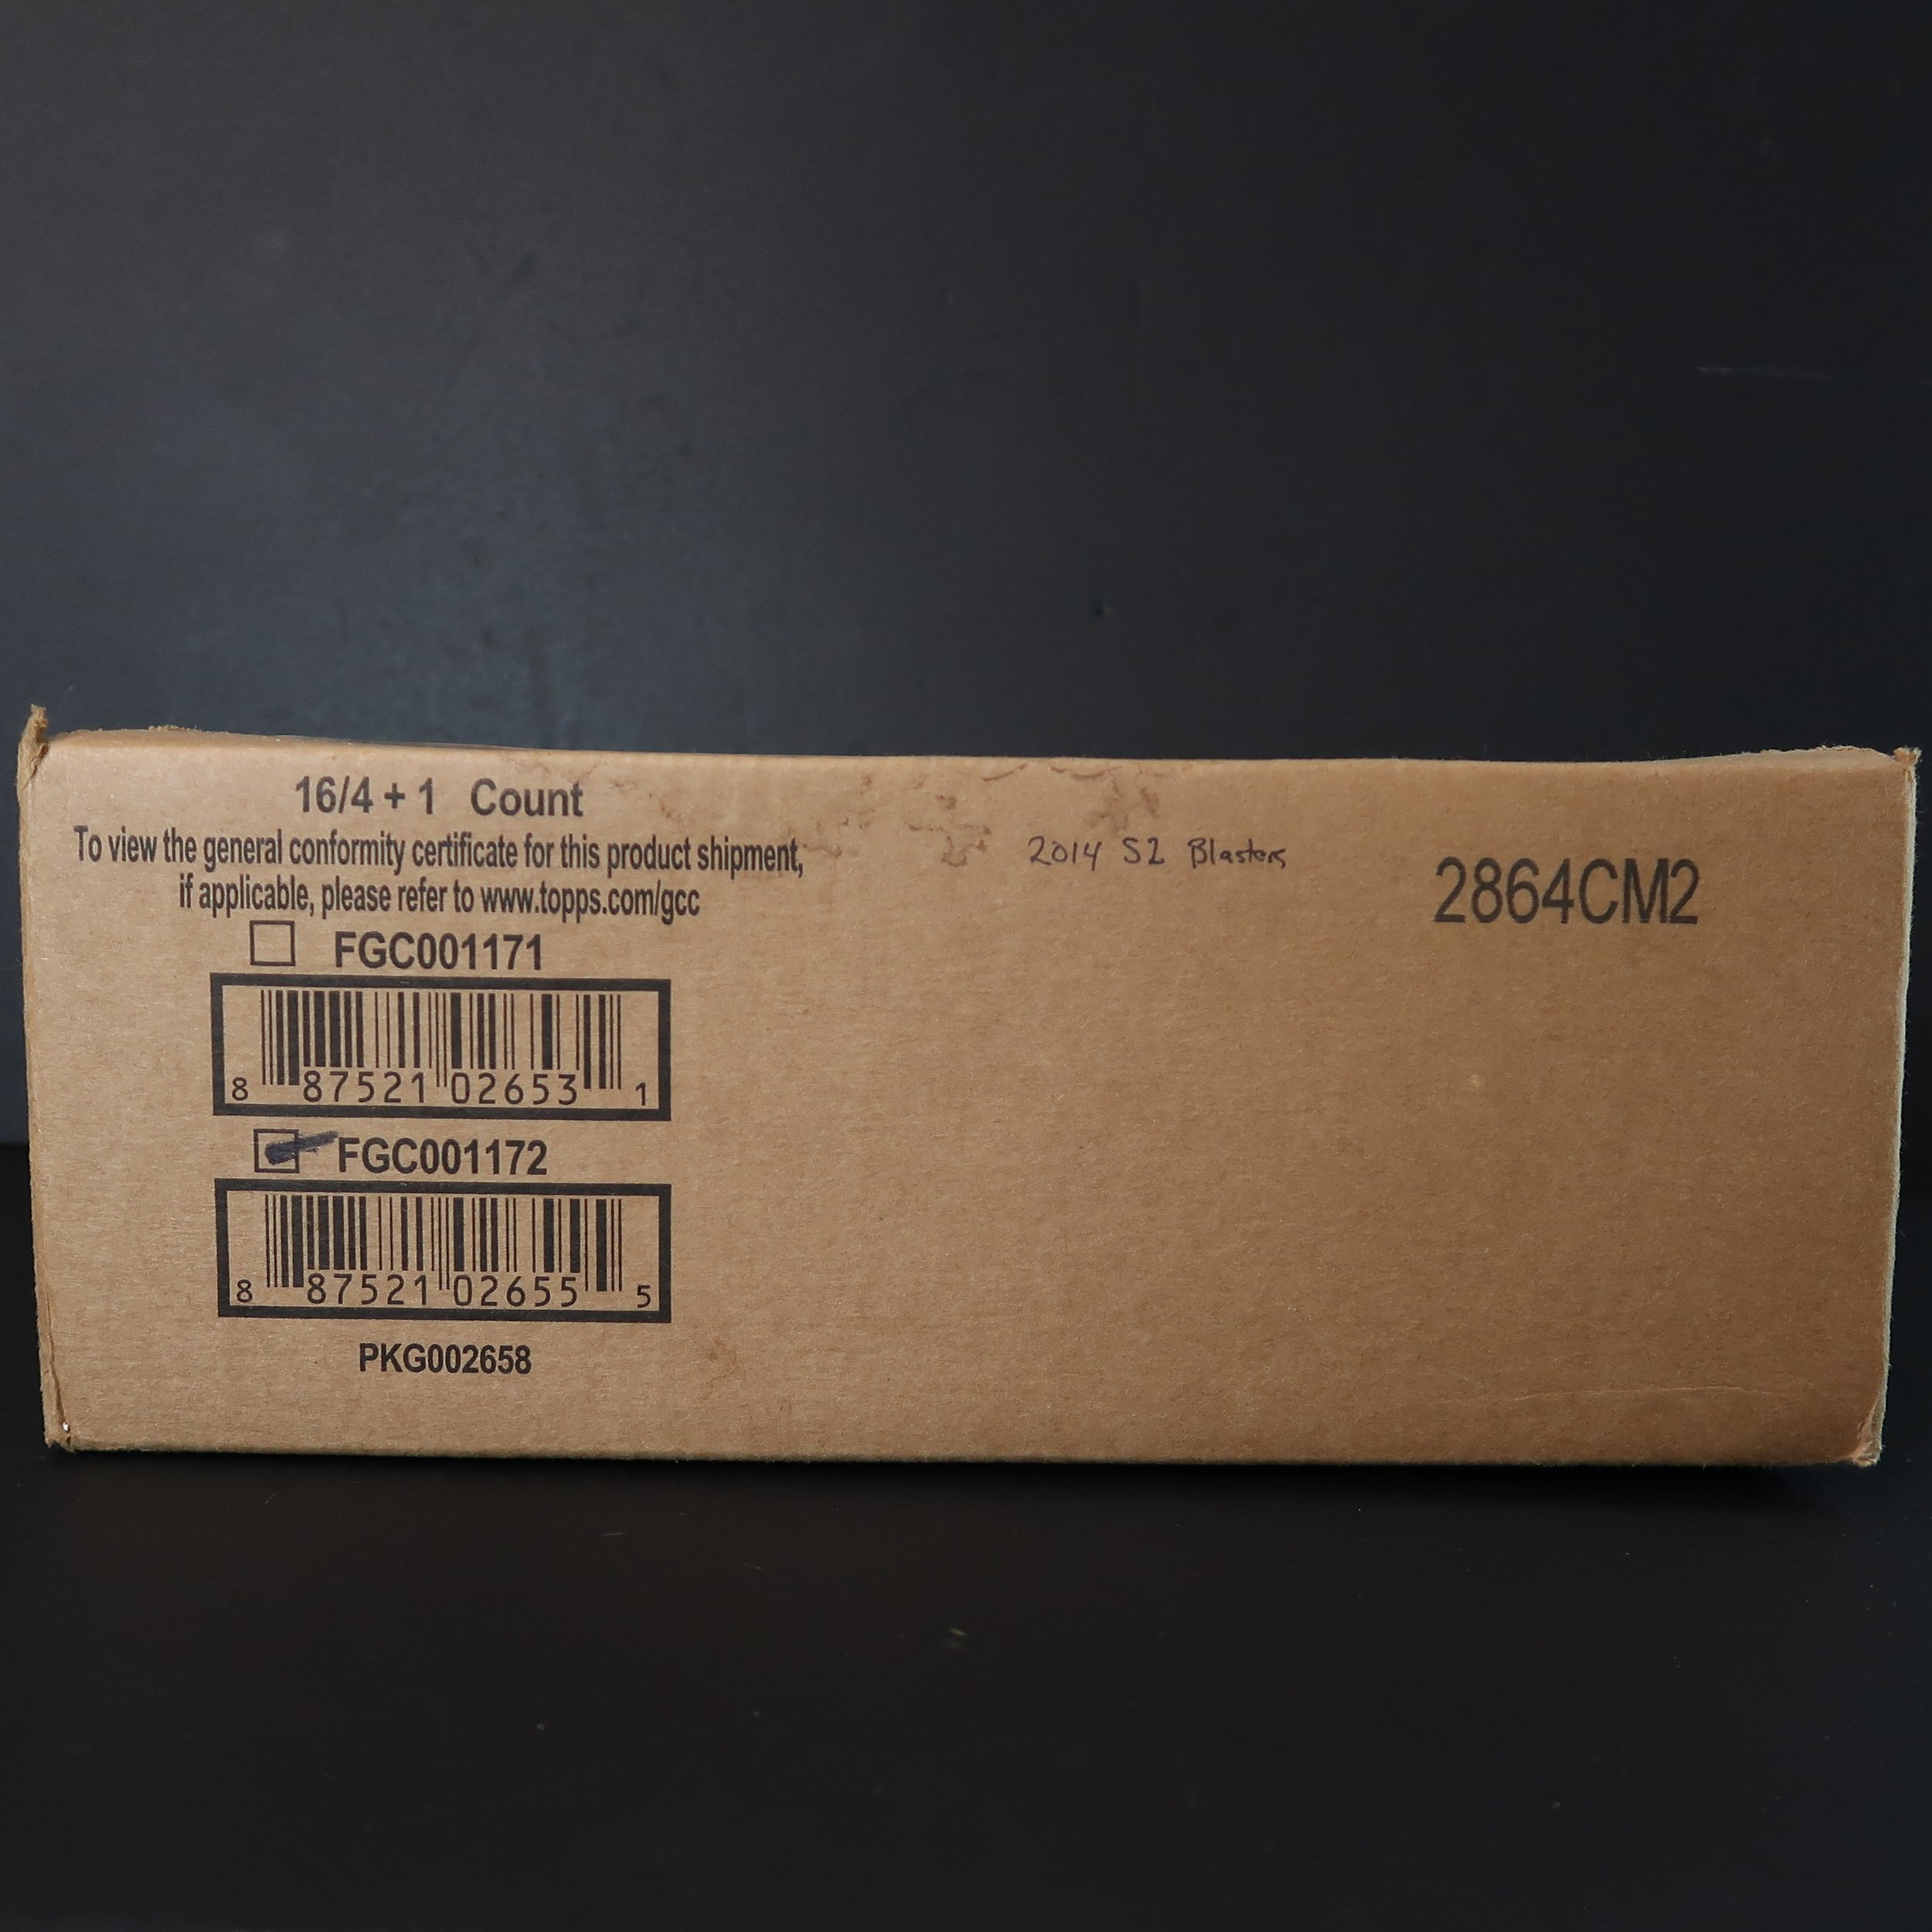 16/4 + 1 Count
To view the general conformity certificate for this product shipment,
if applicable, please refer to www.topps.com/gcc
FGC001171
8 87521 02653 1
FGC001172
8 87521 02655 5
PKG002658
2014 S2 Blasters
2864CM2